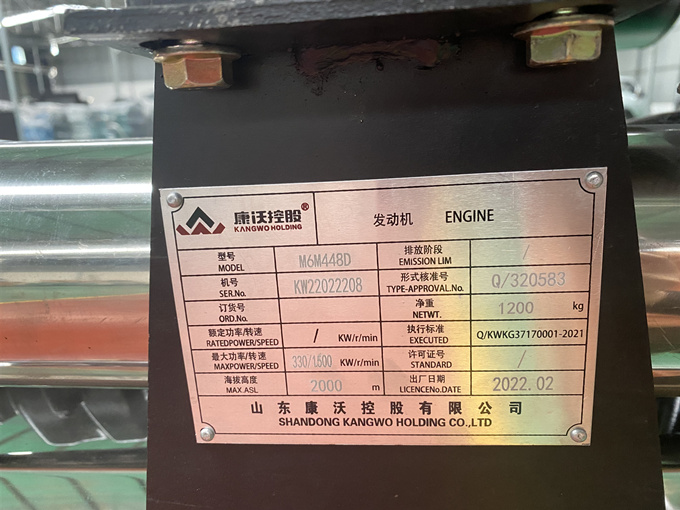 康沃控股®
KANGWO HOLDING
发动机 ENGINE
型号 M6M448D 排放阶段 /
MODEL EMISSION LIM
机号 KW22022208 形式核准号 Q/320583
SER.No. TYPE-APPROVAL.No.
订货号 净重 1200 kg
ORD.No. NETWT.
额定功率/转速 / KW/r/min 执行标准 Q/KWKG37170001-2021
RATEDPOWER/SPEED EXECUTED
最大功率/转速 330/1500 KW/r/min 许可证号 /
MAXPOWER/SPEED STANDARD
海拔高度 2000 m 出厂日期 2022.02
MAX.ASL LICENCENo.DATE
山东康沃控股有限公司
SHANDONG KANGWO HOLDING CO.,LTD